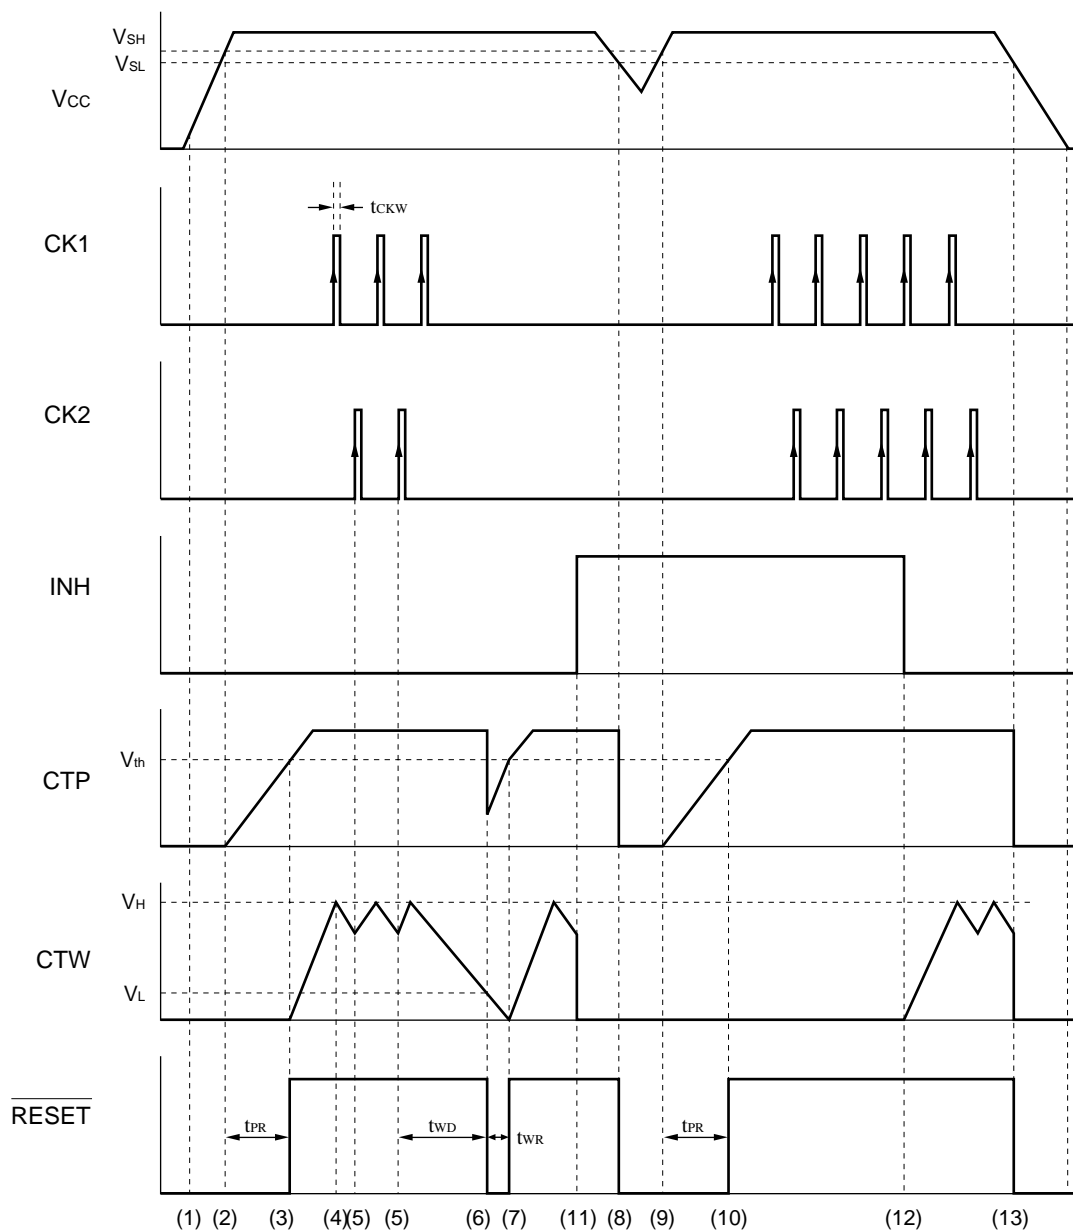 VSH
VSL
VCC
tCKW
CK1
CK2
INH
Vth
CTP
VH
CTW
VL
RESET
tPR
tWD
tWR
tPR
(1) (2) (3) (4) (5) (5) (6) (7) (11) (8) (9) (10) (12) (13)